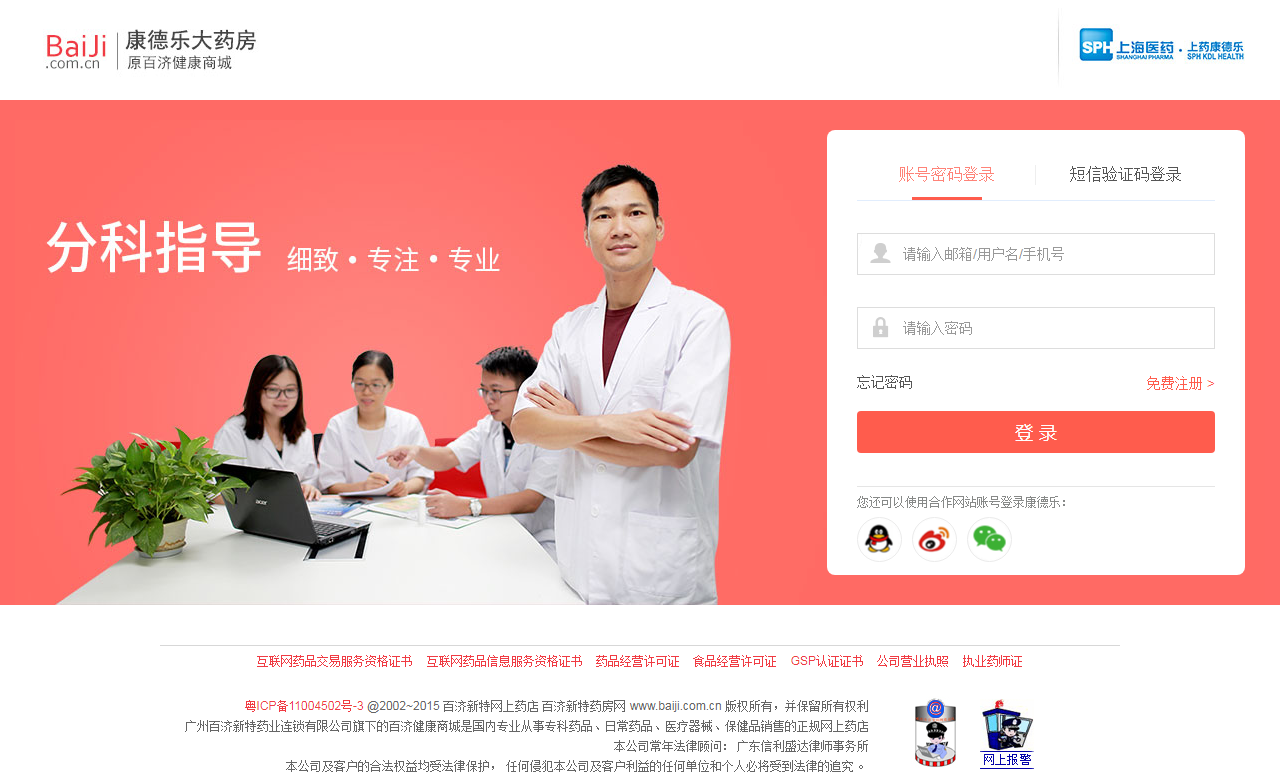 BaiJi
.com.cn
康德乐大药房
原百济健康商城
SPH 上海医药·上药康德乐
SHANGHAI PHARMA SPH KDL HEALTH
分科指导 细致·专注·专业
acer
账号密码登录 短信验证码登录
请输入邮箱/用户名/手机号
请输入密码
忘记密码 免费注册 >
登 录
您还可以使用合作网站账号登录康德乐：
互联网药品交易服务资格证书 互联网药品信息服务资格证书 药品经营许可证 食品经营许可证 GSP认证证书 公司营业执照 执业药师证
粤ICP备11004502号-3 @2002~2015 百济新特网上药店 百济新特药房网 www.baiji.com.cn 版权所有，并保留所有权利
广州百济新特药业连锁有限公司旗下的百济健康商城是国内专业从事专科药品、日常药品、医疗器械、保健品销售的正规网上药店
本公司常年法律顾问：广东信利盛达律师事务所
本公司及客户的合法权益均受法律保护， 任何侵犯本公司及客户利益的任何单位和个人必将受到法律的追究 。
@
网上报警